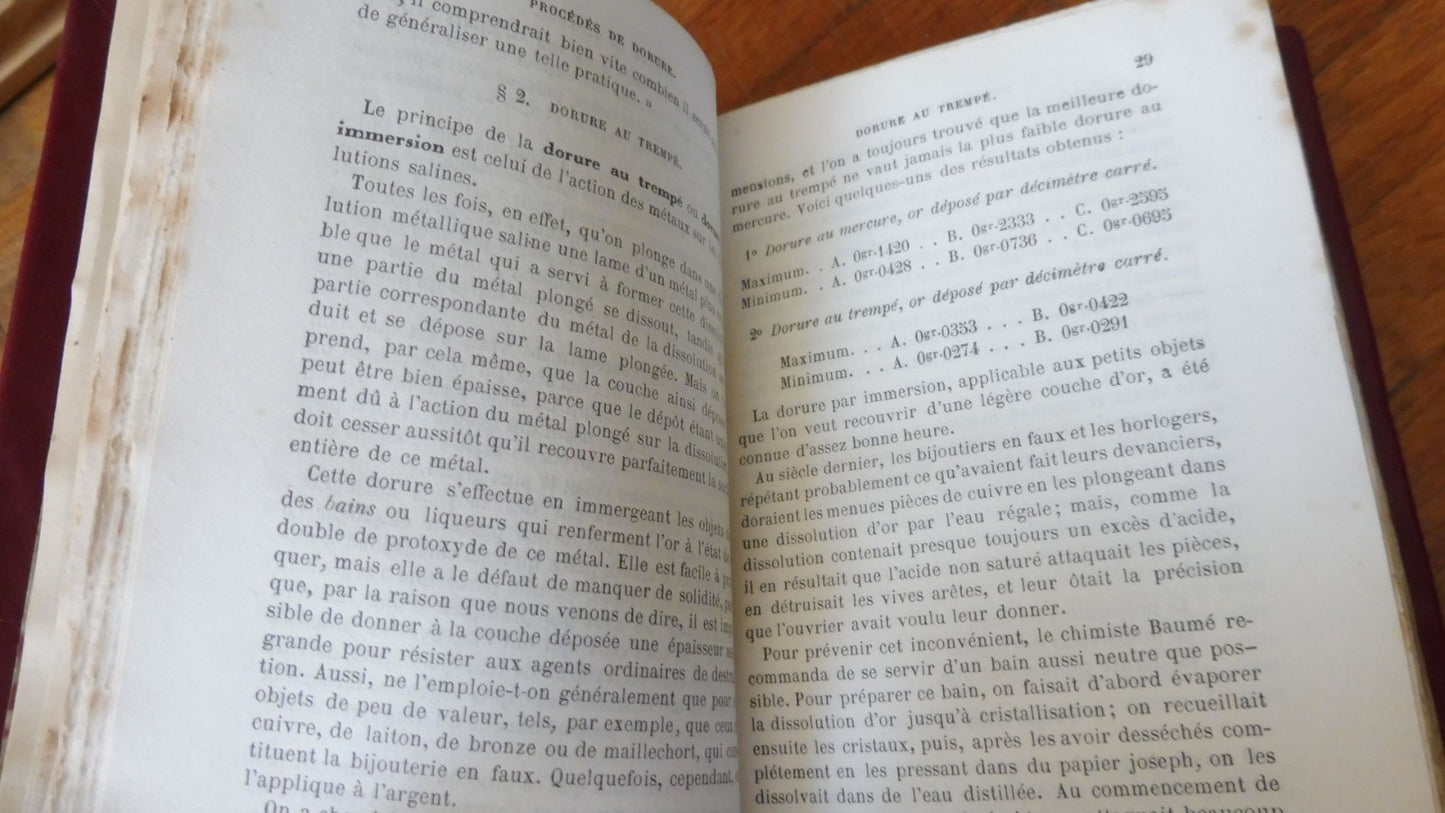 PROCÉDÉS DE DORURE.
il comprendrait bien vite combien il serait
de généraliser une telle pratique. »
§ 2. DORURE AU TREMPÉ.
Le principe de la dorure au trempé ou
immersion est celui de l'action des métaux sur les
lutions salines.
Toutes les fois, en effet, qu'on plonge dans une
lution métallique saline une lame d'un métal plus
ble que le métal qui a servi à former cette
une partie du métal plongé se dissout, tandis
partie correspondante du métal de la dissolution
duit et se dépose sur la lame plongée. Mais on
prend, par cela même, que la couche ainsi
peut être bien épaisse, parce que le dépôt étant
ment dû à l'action du métal plongé sur la dissolution
doit cesser aussitôt qu'il recouvre parfaitement la
entière de ce métal.
Cette dorure s'effectue en immergeant les objets
des bains ou liqueurs qui renferment l'or à l'état de
double de protoxyde de ce métal. Elle est facile à
quer, mais elle a le défaut de manquer de solidité,
que, par la raison que nous venons de dire, il est
sible de donner à la couche déposée une épaisseur
grande pour résister aux agents ordinaires de
tion. Aussi, ne l'emploie-t-on généralement que pour
objets de peu de valeur, tels, par exemple, que ceux
cuivre, de laiton, de bronze ou de maillechort, qui
tituent la bijouterie en faux. Quelquefois, cependant,
l'applique à l'argent.
On a
DORURE AU TREMPÉ. 29
mensions, et l'on a toujours trouvé que la meilleure do-
rure au trempé ne vaut jamais la plus faible dorure au
mercure. Voici quelques-uns des résultats obtenus :
1º Dorure au mercure, or déposé par décimètre carré.
Maximum. . A. 0gr.1420 . . B. 0gr.2333 . . C. 0gr.2595
Minimum. . A. 0gr.0428 . . B. 0gr.0736 . . C. 0gr.0695
2º Dorure au trempé, or déposé par décimètre carré.
Maximum. . . A. 0gr.0353 . . . B. 0gr.0422
Minimum. . . A. 0gr.0274 . . . B. 0gr.0291
La dorure par immersion, applicable aux petits objets
que l'on veut recouvrir d'une légère couche d'or, a été
connue d'assez bonne heure.
Au siècle dernier, les bijoutiers en faux et les horlogers,
répétant probablement ce qu'avaient fait leurs devanciers,
doraient les menues pièces de cuivre en les plongeant dans
une dissolution d'or par l'eau régale; mais, comme la
dissolution contenait presque toujours un excès d'acide,
il en résultait que l'acide non saturé attaquait les pièces,
en détruisait les vives arêtes, et leur ôtait la précision
que l'ouvrier avait voulu leur donner.
Pour prévenir cet inconvénient, le chimiste Baumé re-
commanda de se servir d'un bain aussi neutre que pos-
sible. Pour préparer ce bain, on faisait d'abord évaporer
la dissolution d'or jusqu'à cristallisation; on recueillait
ensuite les cristaux, puis, après les avoir desséchés com-
plétement en les pressant dans du papier joseph, on les
dissolvait dans de l'eau distillée. Au commencement de
beaucoup